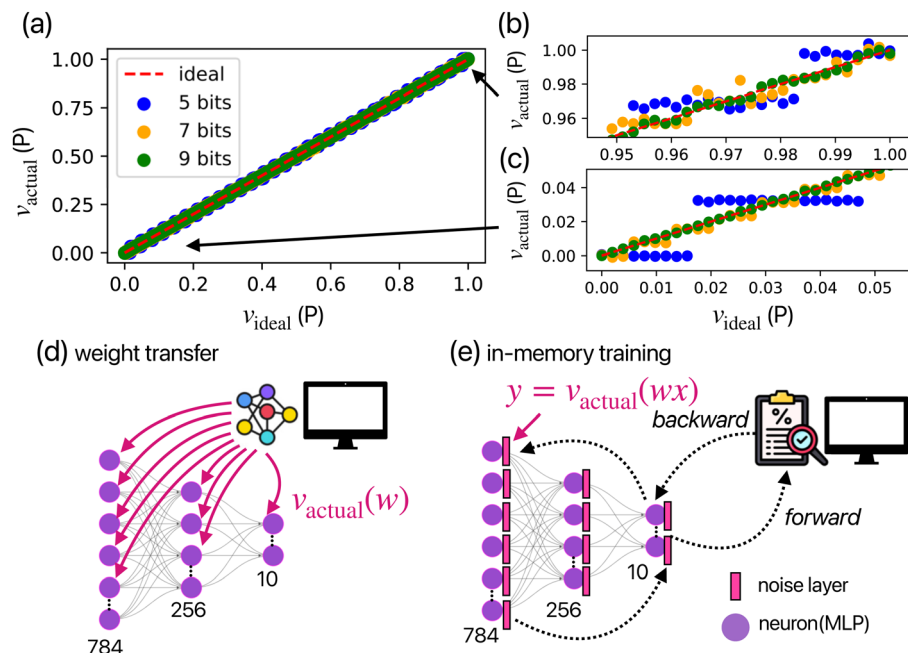 (a)
v_actual (P)
1.00
0.75
0.50
0.25
0.00
ideal
5 bits
7 bits
9 bits
0.0 0.2 0.4 0.6 0.8 1.0
v_ideal (P)
(b)
v_actual (P)
1.00
0.98
0.96
0.95 0.96 0.97 0.98 0.99 1.00
(c)
v_actual (P)
0.04
0.02
0.00
0.00 0.01 0.02 0.03 0.04 0.05
v_ideal (P)
(d) weight transfer
v_actual(w)
10
256
784
(e) in-memory training
y = v_actual(wx)
backward
%
forward
10
256
784
noise layer
neuron(MLP)